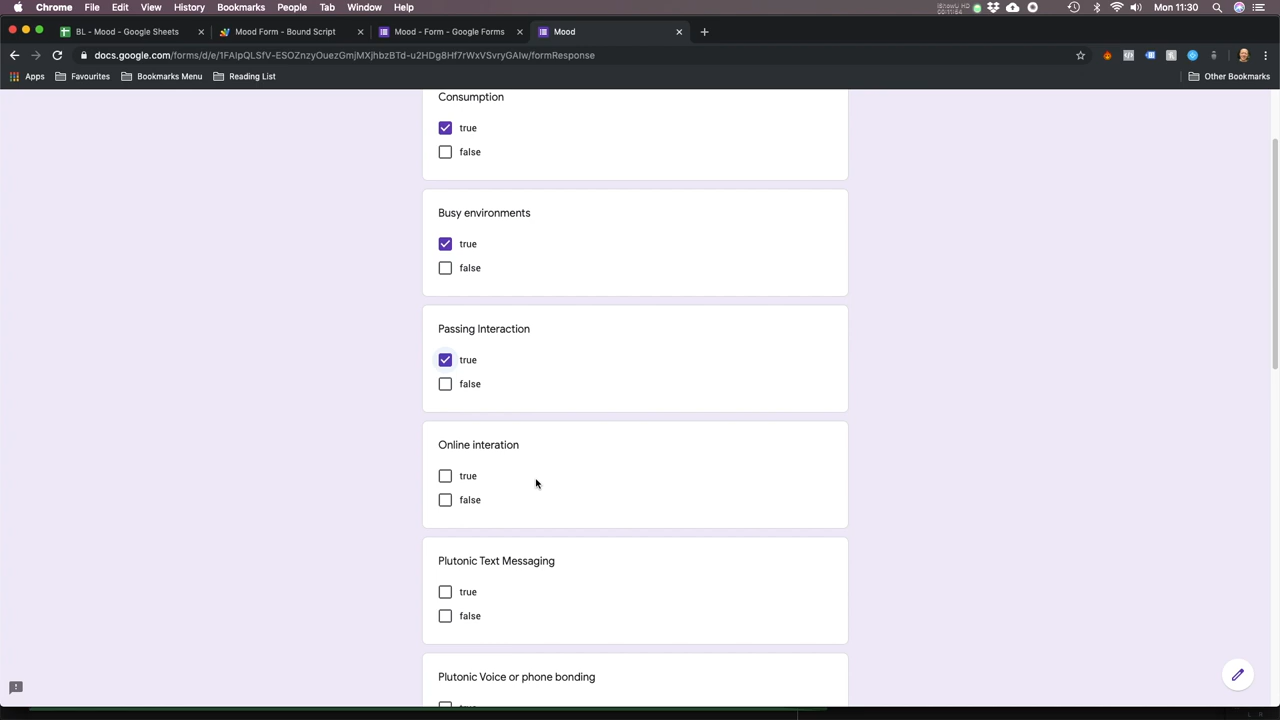 Chrome File Edit View History Bookmarks People Tab Window Help Mon 11:30
BL - Mood - Google Sheets Mood Form - Bound Script Mood - Form - Google Forms Mood
docs.google.com/forms/d/e/1FAIpQLSfV-ESOZnzyOuezGmjMXjhbzBTd-u2HDg8Hf7rWxVSvryGAIw/formResponse
Apps Favourites Bookmarks Menu Reading List Other Bookmarks
Consumption
true
false
Busy environments
true
false
Passing Interaction
true
false
Online interation
true
false
Plutonic Text Messaging
true
false
Plutonic Voice or phone bonding